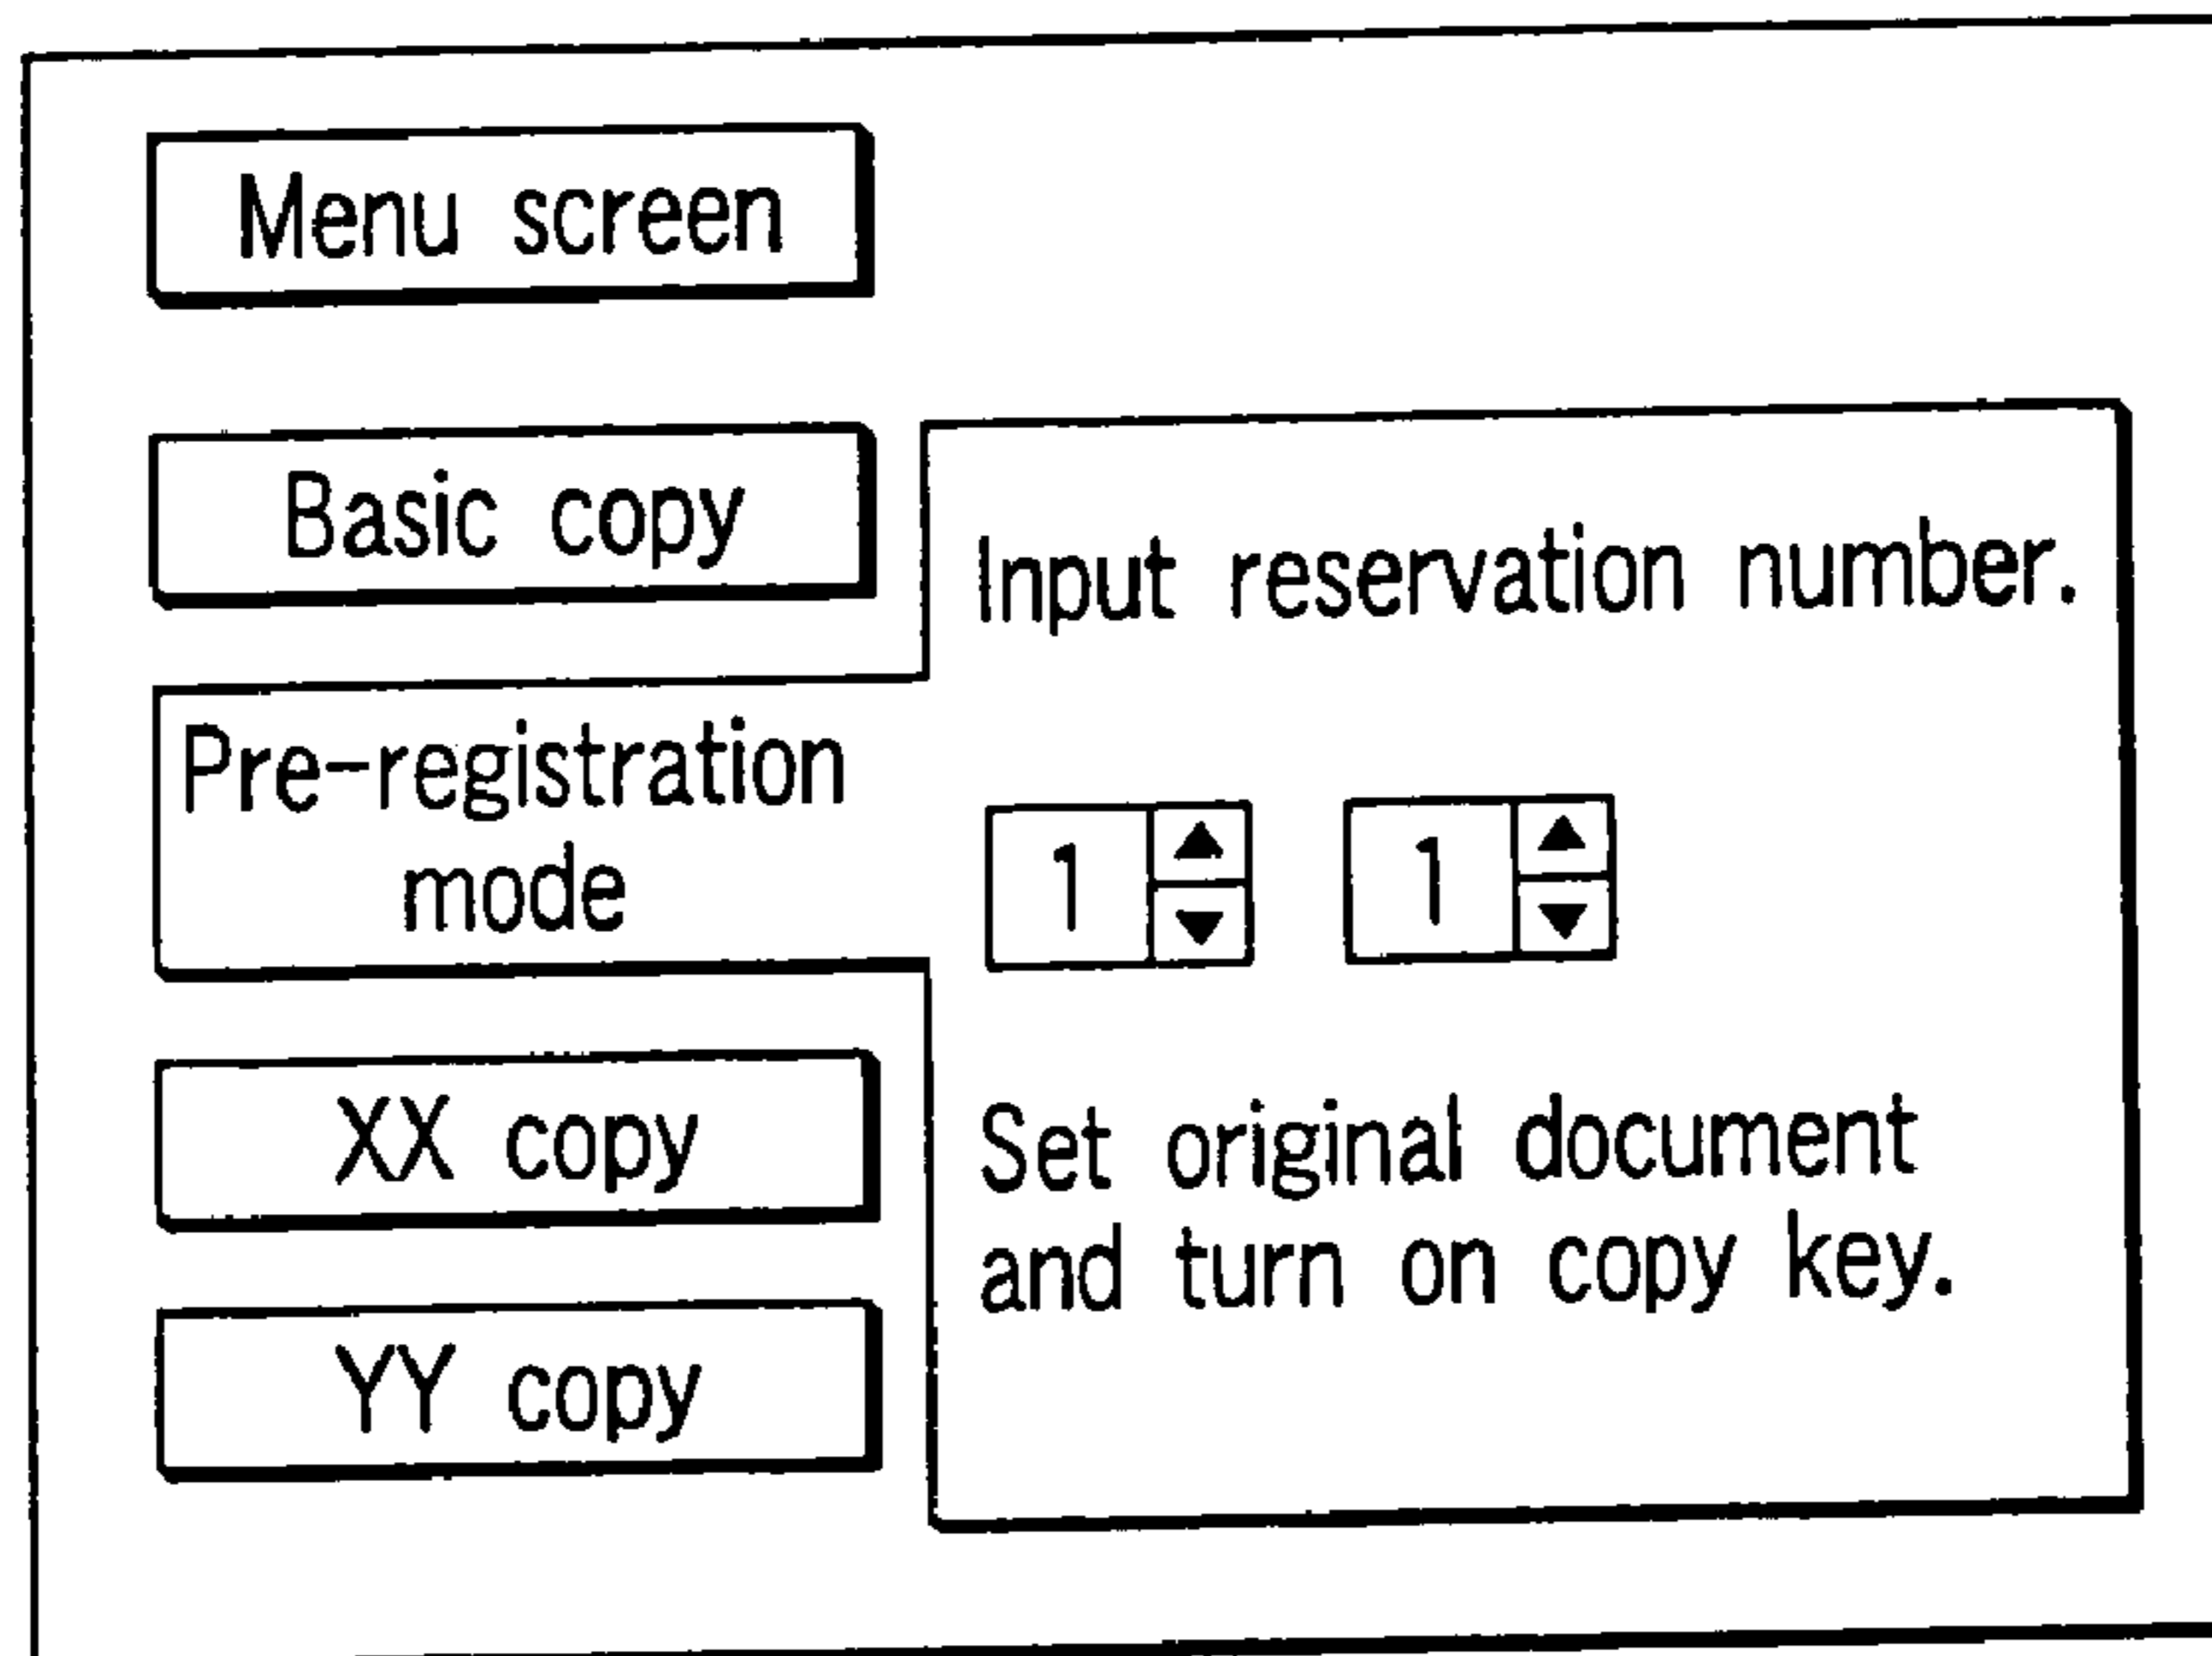 Menu screen
Basic copy
Pre-registration
mode
XX copy
YY copy
Input reservation number.
1 ▲ ▼ 1 ▲ ▼
Set original document
and turn on copy key.